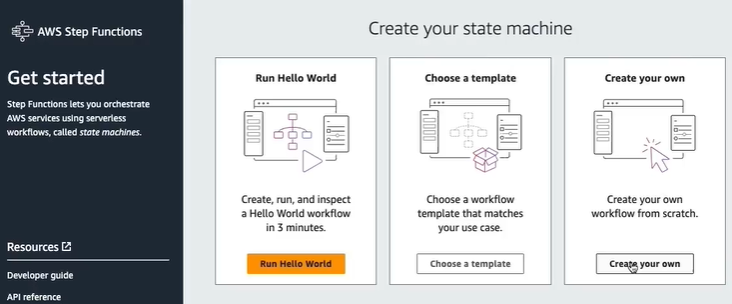 AWS Step Functions
Get started
Step Functions lets you orchestrate
AWS services using serverless
workflows, called state machines.
Resources
Developer guide
API reference
Create your state machine
Run Hello World
Create, run, and inspect
a Hello World workflow
in 3 minutes.
Run Hello World
Choose a template
Choose a workflow
template that matches
your use case.
Choose a template
Create your own
Create your own
workflow from scratch.
Create your own